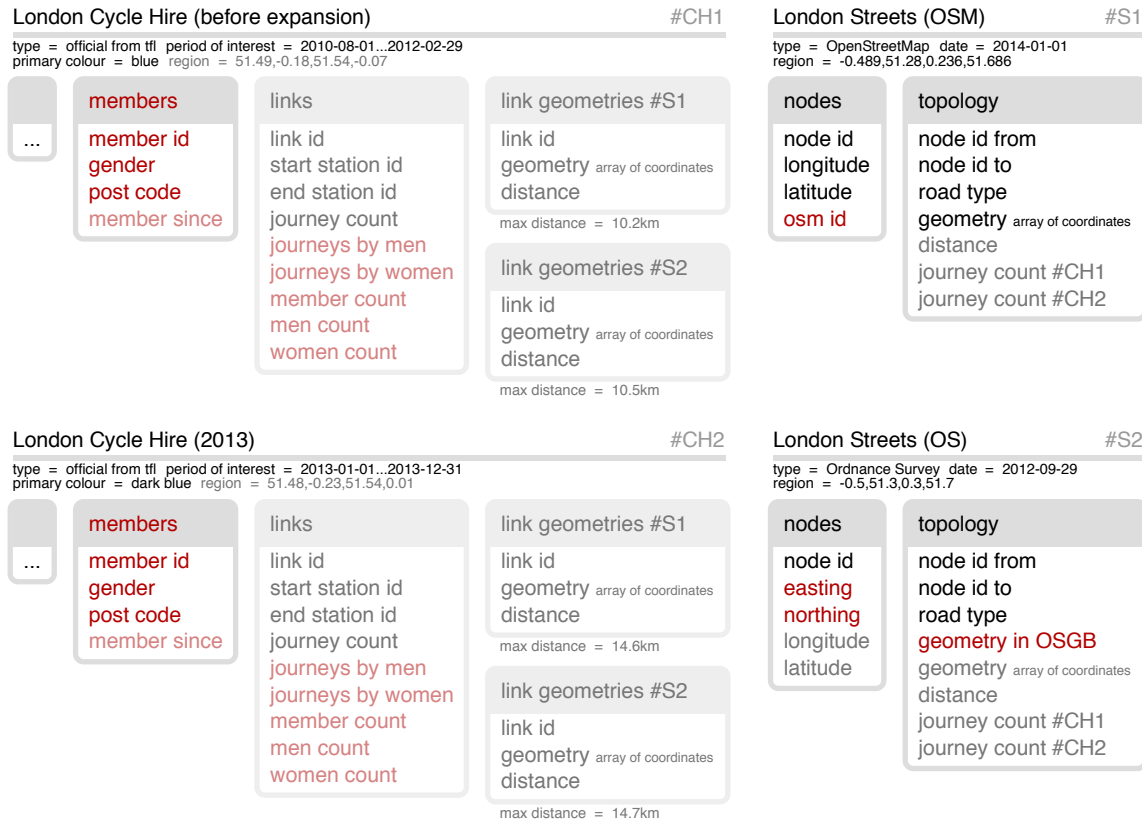 London Cycle Hire (before expansion) #CH1
type = official from tfl period of interest = 2010-08-01...2012-02-29
primary colour = blue region = 51.49,-0.18,51.54,-0.07
...
members
member id
gender
post code
member since
links
link id
start station id
end station id
journey count
journeys by men
journeys by women
member count
men count
women count
link geometries #S1
link id
geometry array of coordinates
distance
max distance = 10.2km
link geometries #S2
link id
geometry array of coordinates
distance
max distance = 10.5km
London Streets (OSM) #S1
type = OpenStreetMap date = 2014-01-01
region = -0.489,51.28,0.236,51.686
nodes
node id
longitude
latitude
osm id
topology
node id from
node id to
road type
geometry array of coordinates
distance
journey count #CH1
journey count #CH2
London Cycle Hire (2013) #CH2
type = official from tfl period of interest = 2013-01-01...2013-12-31
primary colour = dark blue region = 51.48,-0.23,51.54,0.01
...
members
member id
gender
post code
member since
links
link id
start station id
end station id
journey count
journeys by men
journeys by women
member count
men count
women count
link geometries #S1
link id
geometry array of coordinates
distance
max distance = 14.6km
link geometries #S2
link id
geometry array of coordinates
distance
max distance = 14.7km
London Streets (OS) #S2
type = Ordnance Survey date = 2012-09-29
region = -0.5,51.3,0.3,51.7
nodes
node id
easting
northing
longitude
latitude
topology
node id from
node id to
road type
geometry in OSGB
geometry array of coordinates
distance
journey count #CH1
journey count #CH2